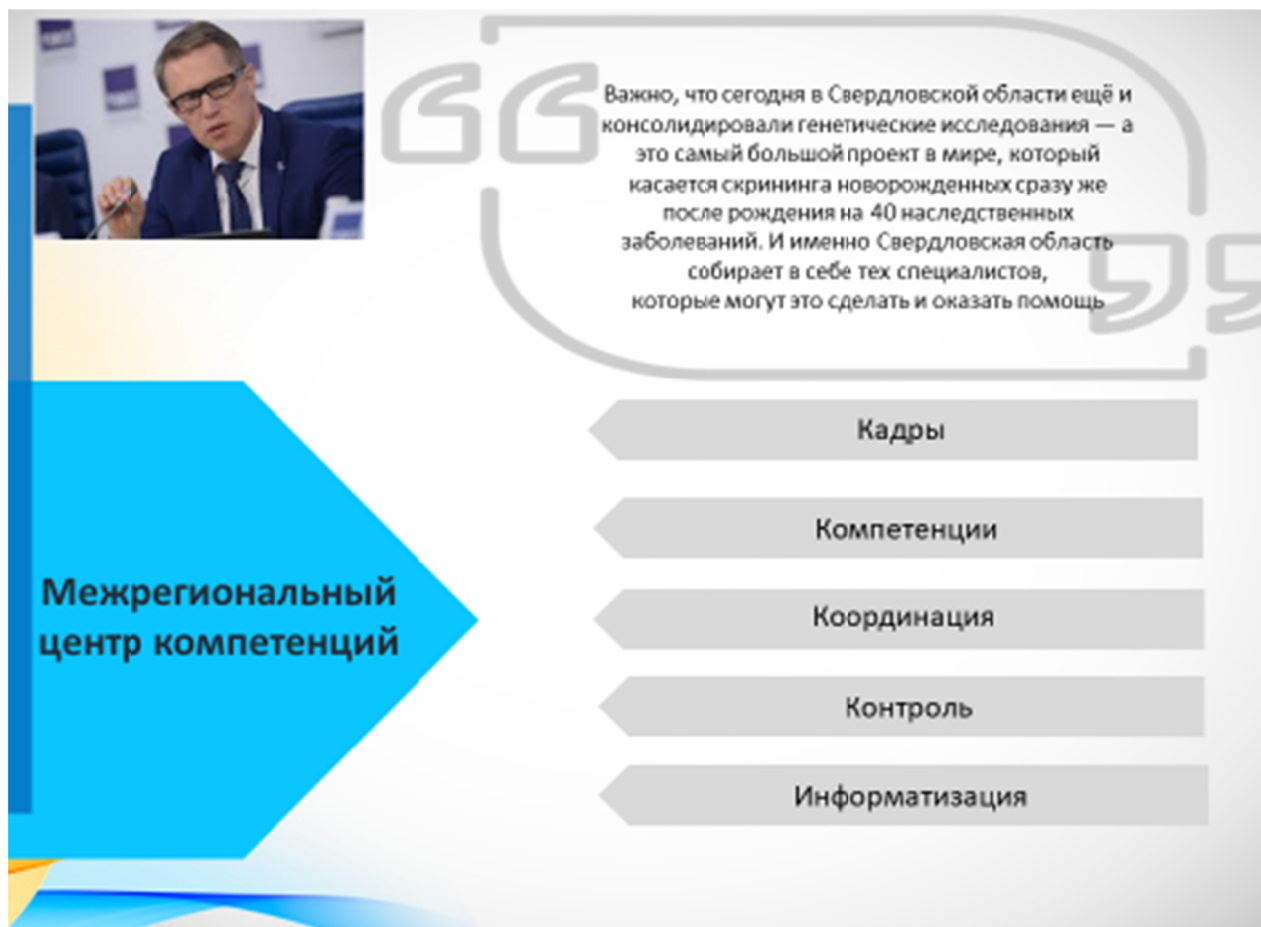 Важно, что сегодня в Свердловской области ещё и
консолидировали генетические исследования — а
это самый большой проект в мире, который
касается скрининга новорожденных сразу же
после рождения на 40 наследственных
заболеваний. И именно Свердловская область
собирает в себе тех специалистов,
которые могут это сделать и оказать помощь
Межрегиональный
центр компетенций
Кадры
Компетенции
Координация
Контроль
Информатизация